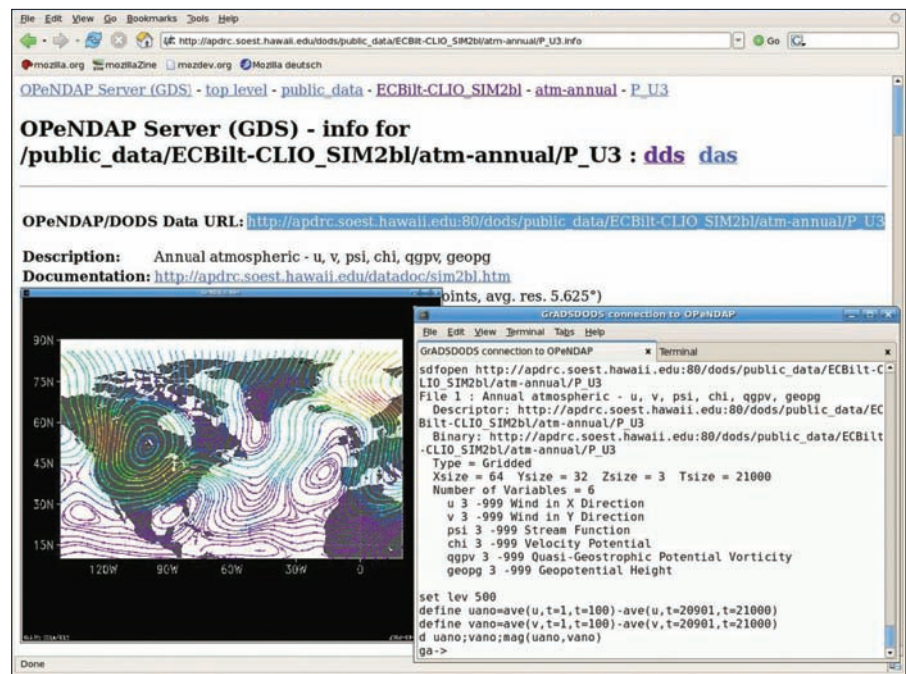 File Edit View Go Bookmarks Tools Help
http://apdrc.soest.hawaii.edu/dods/public_data/ECBilt-CLIO_SIM2bl/atm-annual/P_U3.info
Go
mozilla.org mozillaZine mozdev.org Mozilla deutsch
OPeNDAP Server (GDS) - top level - public_data - ECBilt-CLIO_SIM2bl - atm-annual - P_U3
OPeNDAP Server (GDS) - info for
/public_data/ECBilt-CLIO_SIM2bl/atm-annual/P_U3 : dds das
OPeNDAP/DODS Data URL: http://apdrc.soest.hawaii.edu:80/dods/public_data/ECBilt-CLIO_SIM2bl/atm-annual/P_U3
Description: Annual atmospheric - u, v, psi, chi, qgpv, geopg
Documentation: http://apdrc.soest.hawaii.edu/datadoc/sim2bl.htm
oints, avg. res. 5.625°)
90N
75N
60N
45N
30N
15N
120W 90W 60W 30W 0
GrADSDODS connection to OPeNDAP
File Edit View Terminal Tabs Help
GrADSDODS connection to OPeNDAP x Terminal x
sdfopen http://apdrc.soest.hawaii.edu:80/dods/public_data/ECBilt-C
LIO_SIM2bl/atm-annual/P_U3
File 1 : Annual atmospheric - u, v, psi, chi, qgpv, geopg
Descriptor: http://apdrc.soest.hawaii.edu:80/dods/public_data/EC
Bilt-CLIO_SIM2bl/atm-annual/P_U3
Binary: http://apdrc.soest.hawaii.edu:80/dods/public_data/ECBilt
-CLIO_SIM2bl/atm-annual/P_U3
Type = Gridded
Xsize = 64 Ysize = 32 Zsize = 3 Tsize = 21000
Number of Variables = 6
u 3 -999 Wind in X Direction
v 3 -999 Wind in Y Direction
psi 3 -999 Stream Function
chi 3 -999 Velocity Potential
qgpv 3 -999 Quasi-Geostrophic Potential Vorticity
geopg 3 -999 Geopotential Height
set lev 500
define uano=ave(u,t=1,t=100)-ave(u,t=20901,t=21000)
define vano=ave(v,t=1,t=100)-ave(v,t=20901,t=21000)
d uano;vano;mag(uano,vano)
ga->
Done